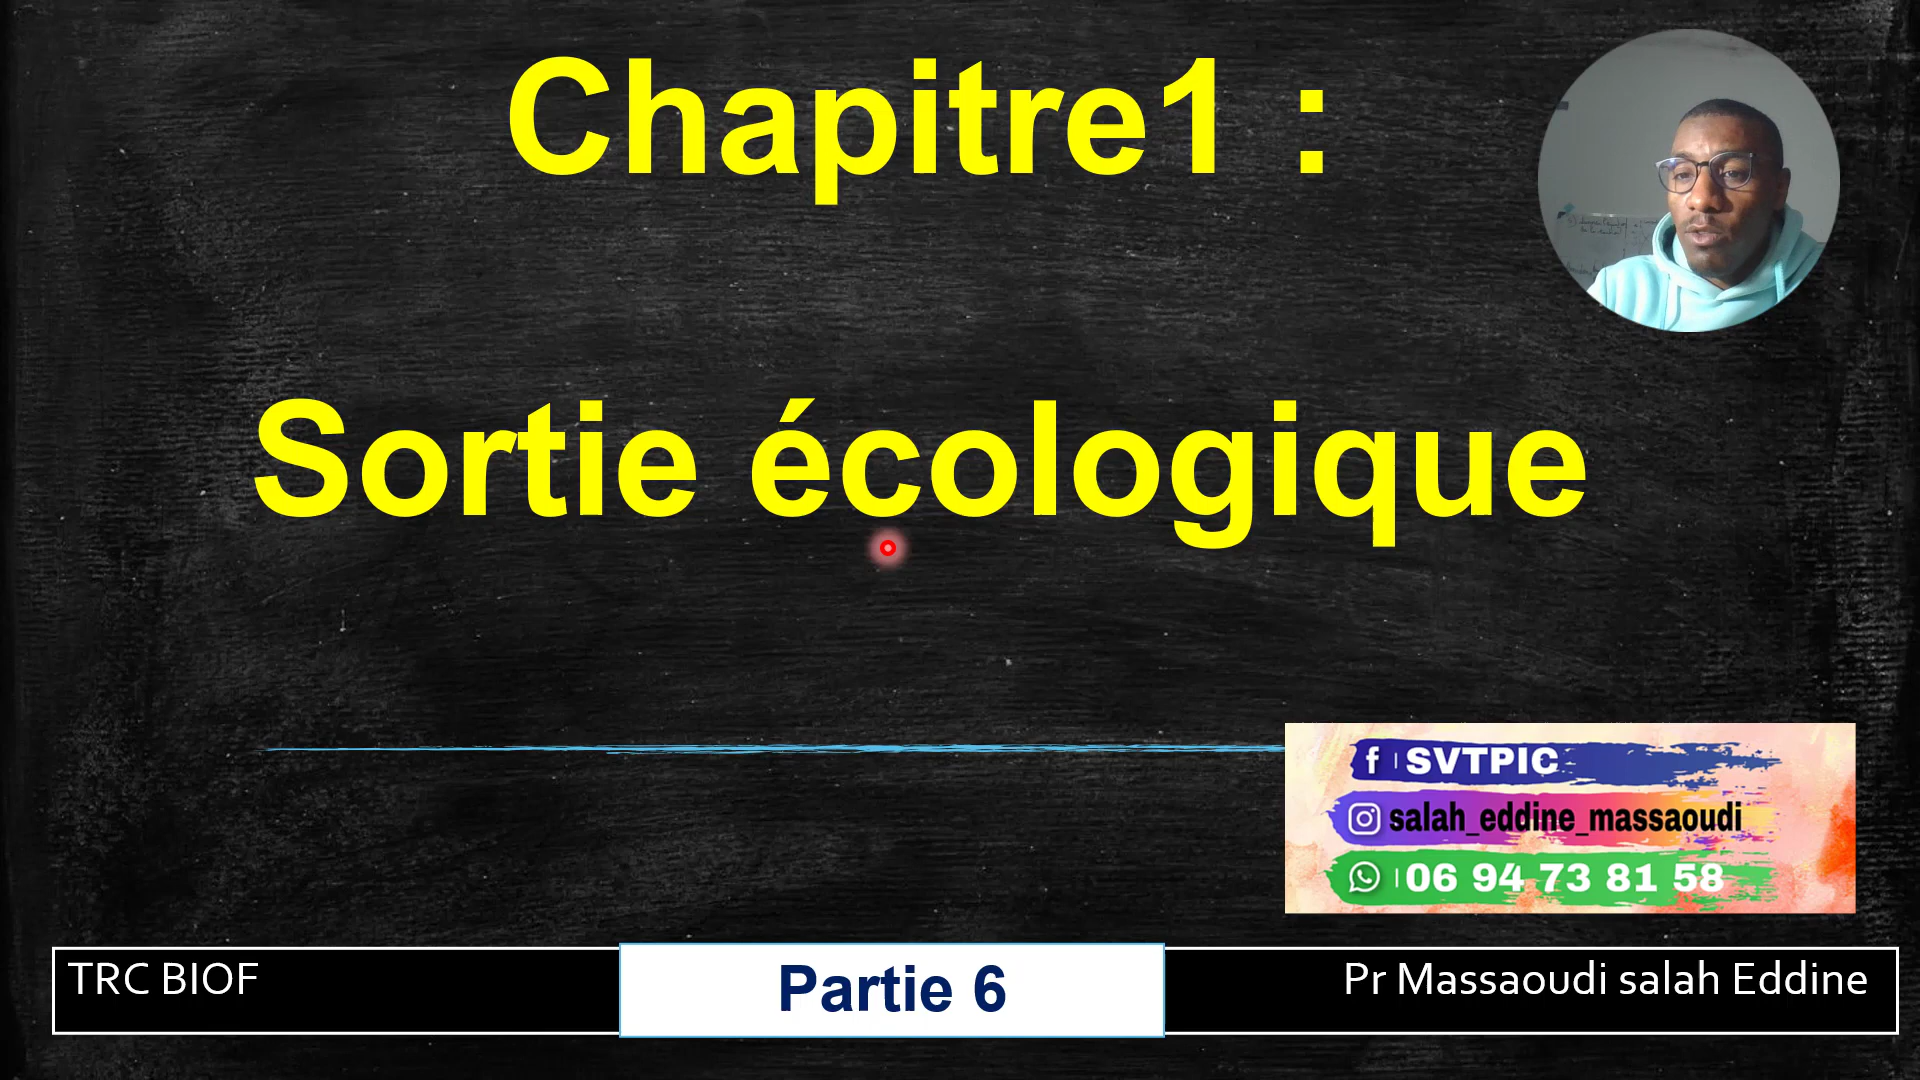 Chapitre1 :
Sortie écologique
SVTPIC
salah_eddine_massaoudi
06 94 73 81 58
TRC BIOF
Partie 6
Pr Massaoudi salah Eddine